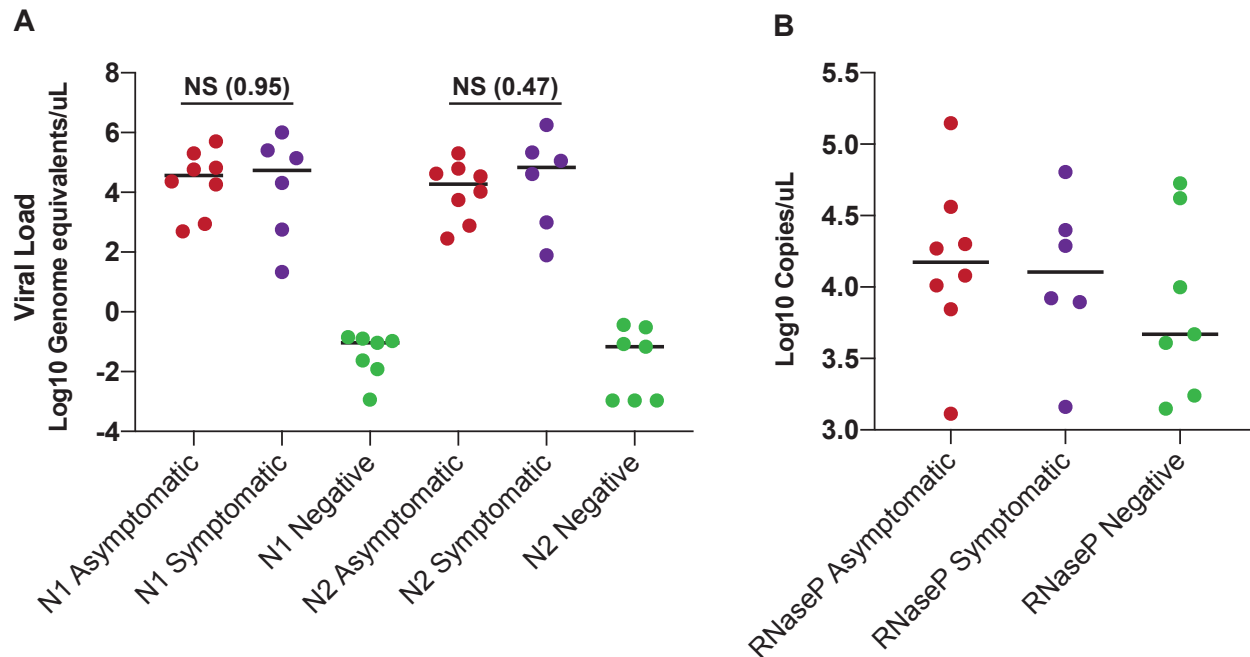 A
Viral Load
Log10 Genome equivalents/uL
8
6
4
2
0
-2
-4
NS (0.95)
NS (0.47)
N1 Asymptomatic
N1 Symptomatic
N1 Negative
N2 Asymptomatic
N2 Symptomatic
N2 Negative
B
Log10 Copies/uL
5.5
5.0
4.5
4.0
3.5
3.0
RNaseP Asymptomatic
RNaseP Symptomatic
RNaseP Negative